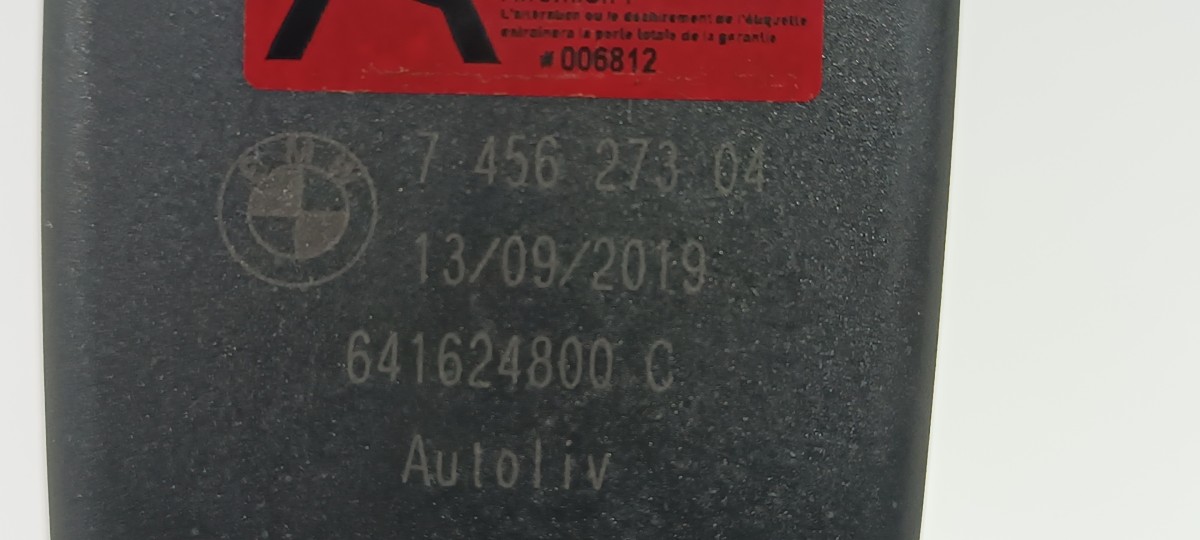 L'altération ou le déchirement de l'étiquette
entraînera la perte totale de la garantie
# 006812
BMW
7 456 273 04
13/09/2019
641624800 C
Autoliv